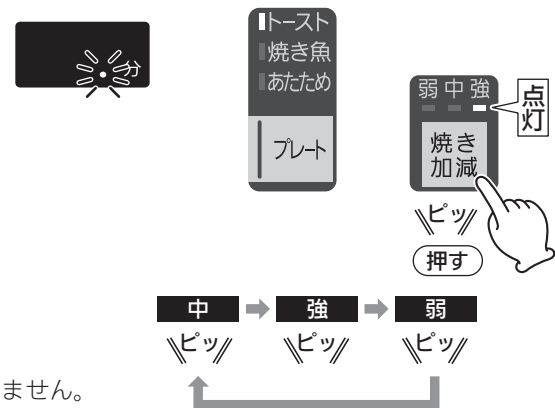 分
トースト
焼き魚
あたため
プレート
弱 中 強
点灯
焼き
加減
ピッ
押す
中 強 弱
ピッ ピッ ピッ
ません。